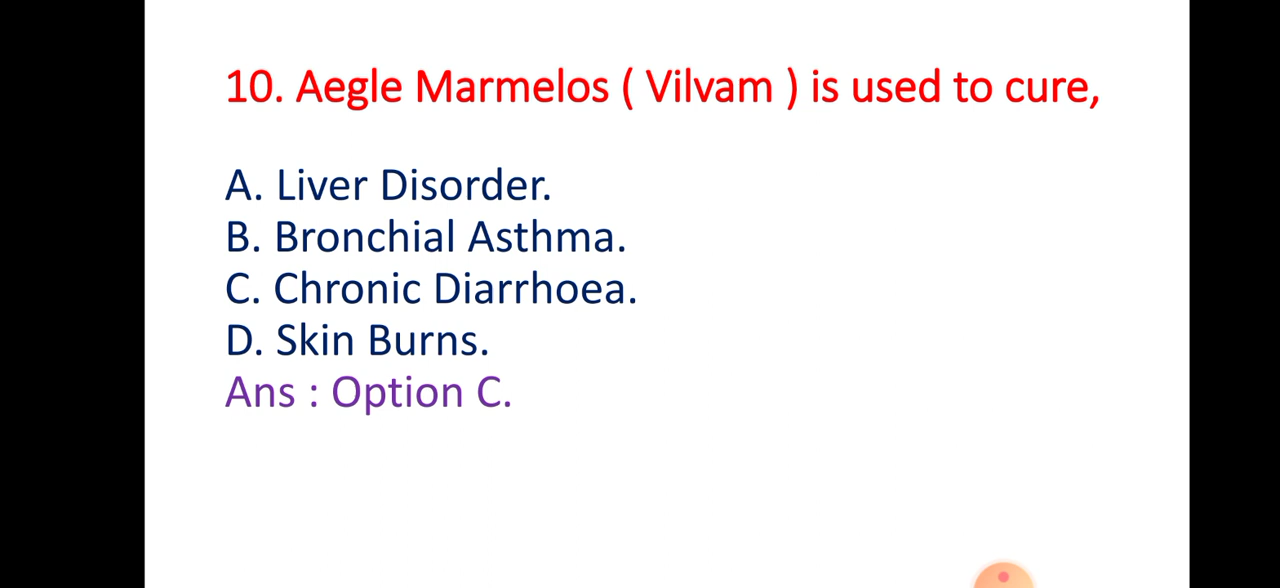 10. Aegle Marmelos ( Vilvam ) is used to cure,
A. Liver Disorder.
B. Bronchial Asthma.
C. Chronic Diarrhoea.
D. Skin Burns.
Ans : Option C.